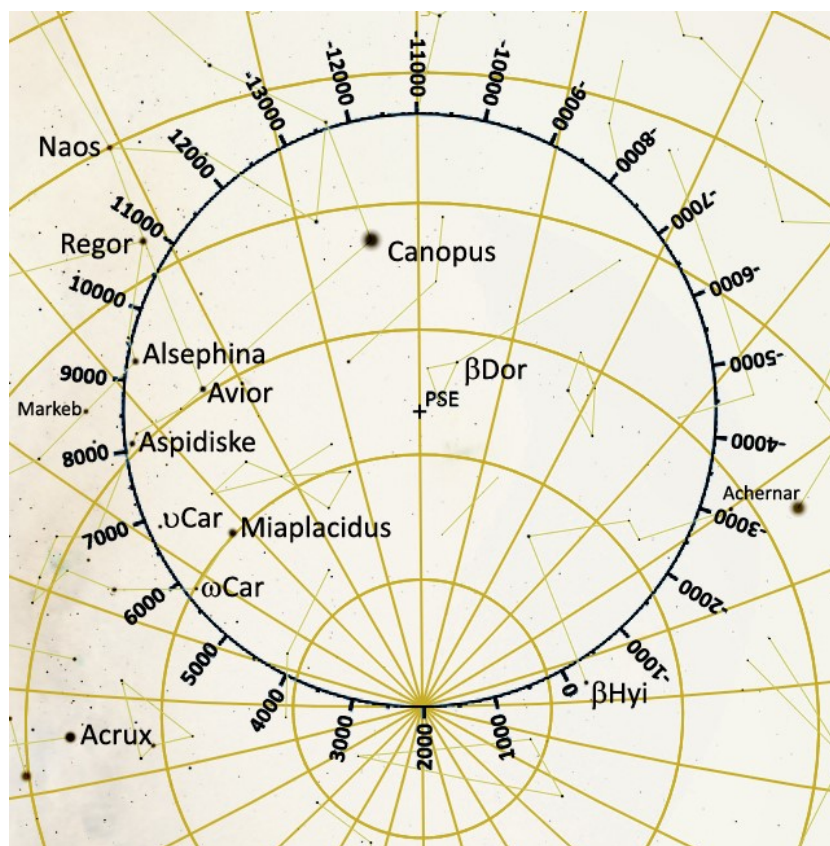 -11000
-10000
-9000
-8000
-7000
-6000
-5000
-4000
-3000
-2000
-1000
0
1000
2000
3000
4000
5000
6000
7000
8000
9000
10000
11000
12000
-13000
-12000
Naos
Regor
Canopus
Alsephina
βDor
Avior
PSE
Markeb
Aspidiske
Achernar
υCar
Miaplacidus
ωCar
βHyi
Acrux